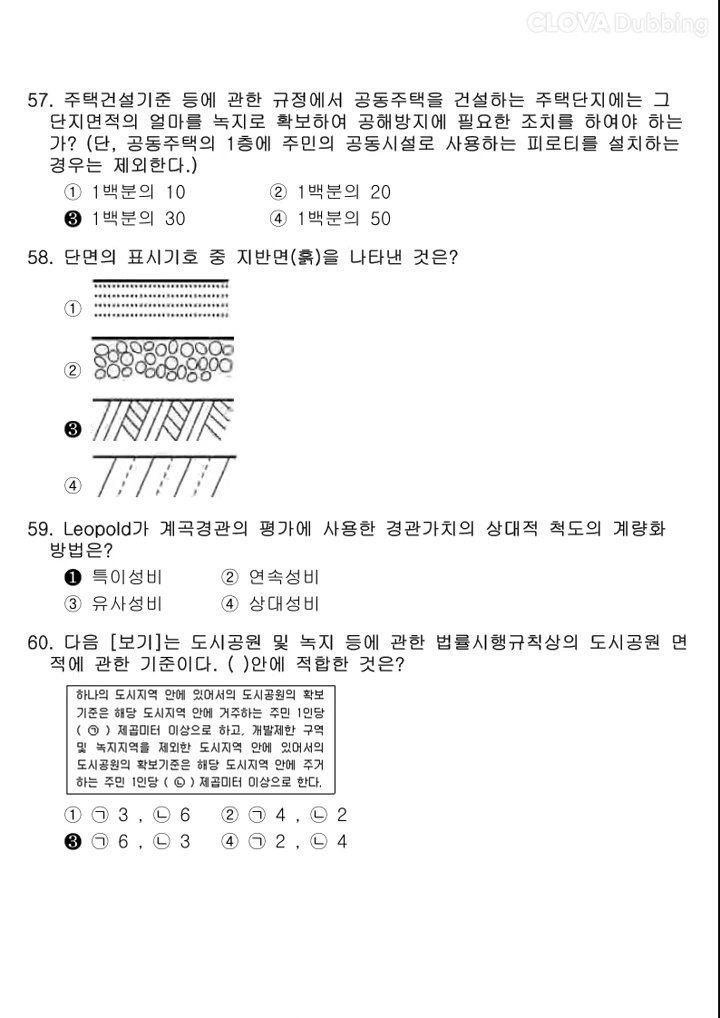 CLOVA Dubbing
57. 주택건설기준 등에 관한 규정에서 공동주택을 건설하는 주택단지에는 그
단지면적의 얼마를 녹지로 확보하여 공해방지에 필요한 조치를 하여야 하는
가? (단, 공동주택의 1층에 주민의 공동시설로 사용하는 피로티를 설치하는
경우는 제외한다.)
① 1백분의 10 ② 1백분의 20
❸ 1백분의 30 ④ 1백분의 50
58. 단면의 표시기호 중 지반면(흙)을 나타낸 것은?
①
②
❸
④
59. Leopold가 계곡경관의 평가에 사용한 경관가치의 상대적 척도의 계량화
방법은?
❶ 특이성비 ② 연속성비
③ 유사성비 ④ 상대성비
60. 다음 [보기]는 도시공원 및 녹지 등에 관한 법률시행규칙상의 도시공원 면
적에 관한 기준이다. ( )안에 적합한 것은?
하나의 도시지역 안에 있어서의 도시공원의 확보
기준은 해당 도시지역 안에 거주하는 주민 1인당
( ㉠ ) 제곱미터 이상으로 하고, 개발제한 구역
및 녹지지역을 제외한 도시지역 안에 있어서의
도시공원의 확보기준은 해당 도시지역 안에 주거
하는 주민 1인당 ( ㉡ ) 제곱미터 이상으로 한다.
① ㉠ 3 , ㉡ 6 ② ㉠ 4 , ㉡ 2
❸ ㉠ 6 , ㉡ 3 ④ ㉠ 2 , ㉡ 4